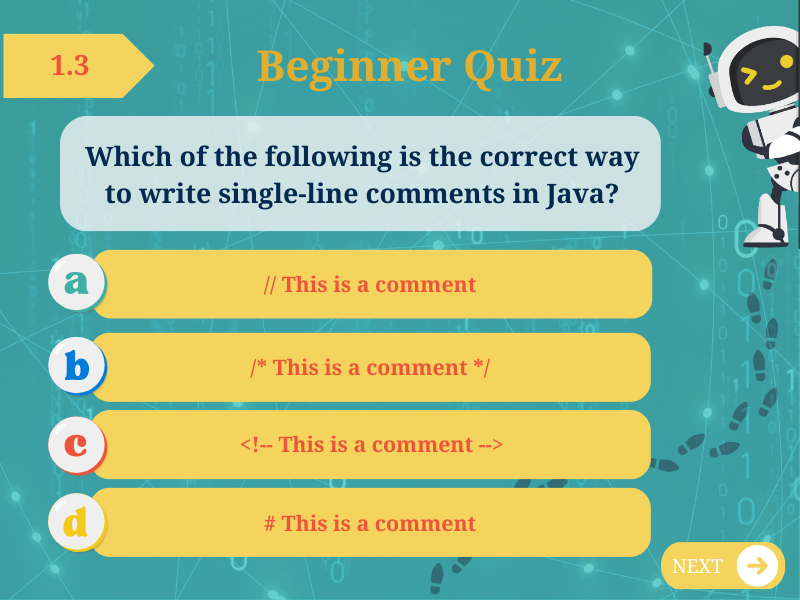 1.3
Beginner Quiz
Which of the following is the correct way
to write single-line comments in Java?
a
// This is a comment
b
/* This is a comment */
c
<!-- This is a comment -->
d
# This is a comment
NEXT